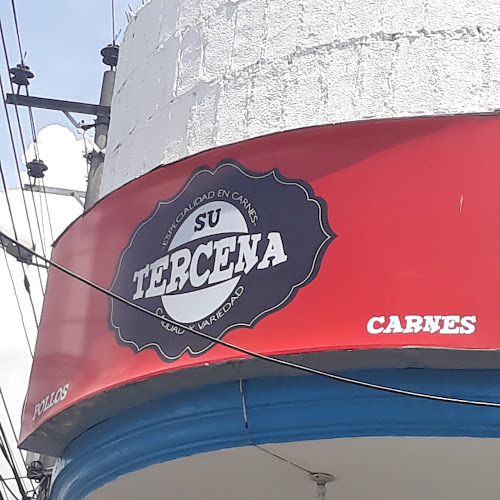 ESPECIALIDAD EN CARNES
SU
TERCENA
CALIDAD Y VARIEDAD
CARNES
POLLOS